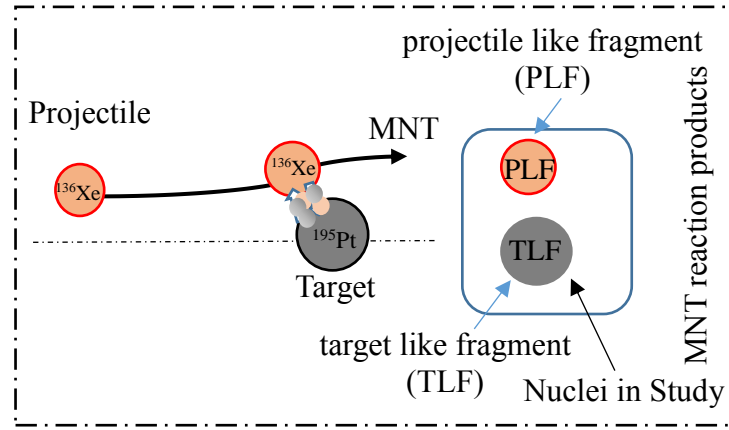 projectile like fragment
(PLF)
Projectile
MNT
¹³⁶Xe
¹³⁶Xe
PLF
¹⁹⁵Pt
TLF
Target
target like fragment
(TLF)
Nuclei in Study
MNT reaction products